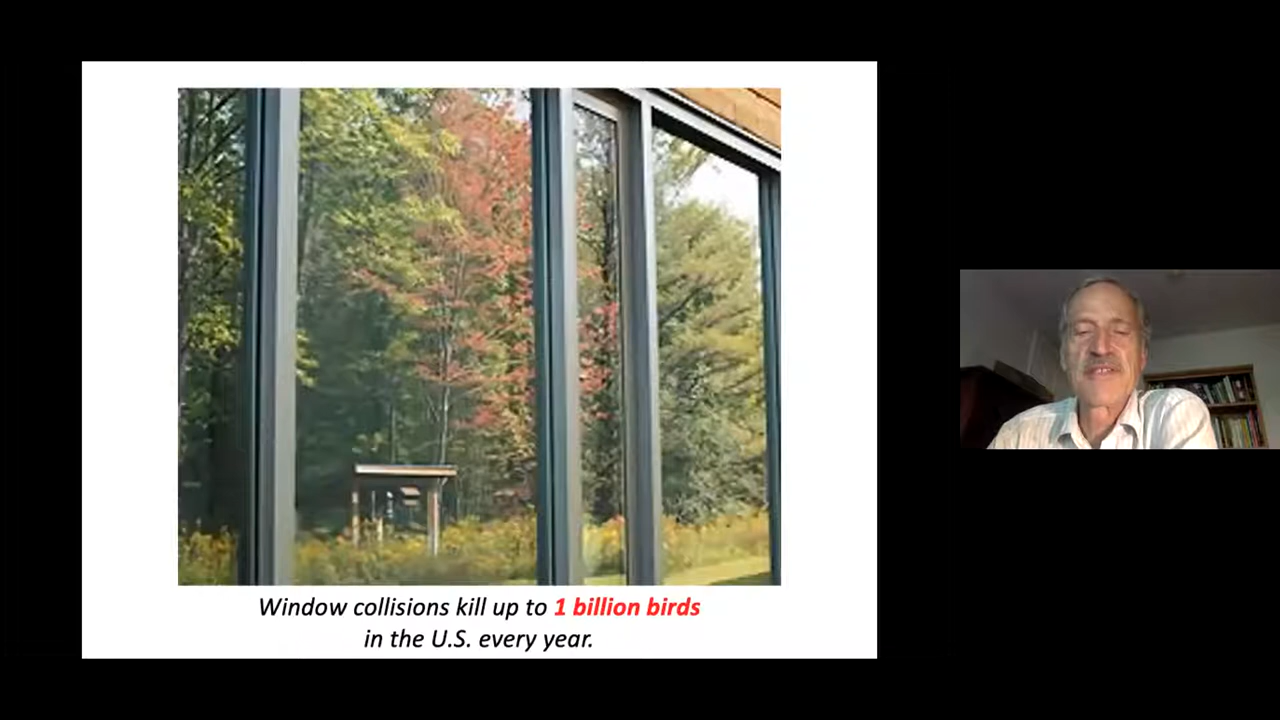 Window collisions kill up to 1 billion birds
in the U.S. every year.